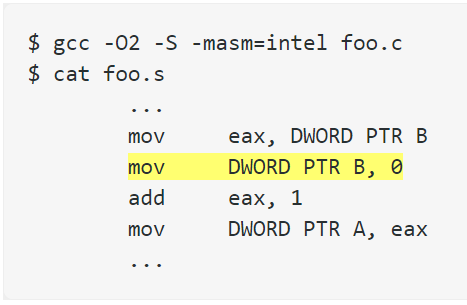 $ gcc -O2 -S -masm=intel foo.c
$ cat foo.s
        ...
        mov     eax, DWORD PTR B
        mov     DWORD PTR B, 0
        add     eax, 1
        mov     DWORD PTR A, eax
        ...